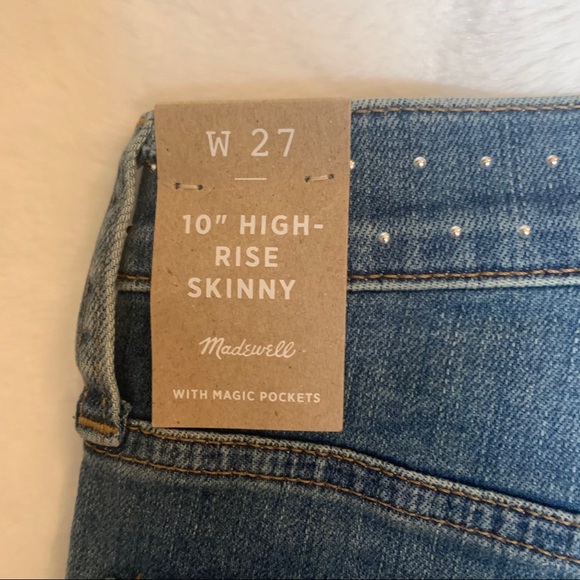 W 27
10" HIGH-
RISE
SKINNY
Madewell
WITH MAGIC POCKETS